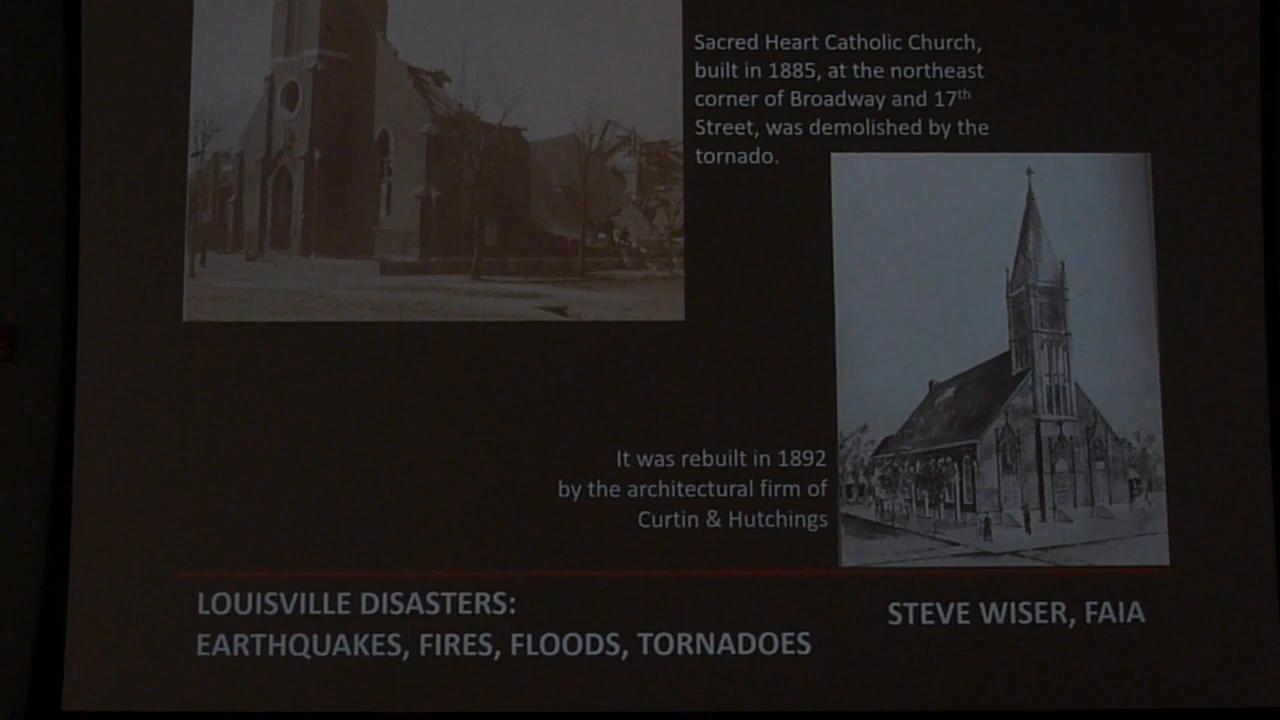 Sacred Heart Catholic Church,
built in 1885, at the northeast
corner of Broadway and 17th
Street, was demolished by the
tornado.
It was rebuilt in 1892
by the architectural firm of
Curtin & Hutchings
LOUISVILLE DISASTERS:
EARTHQUAKES, FIRES, FLOODS, TORNADOES
STEVE WISER, FAIA